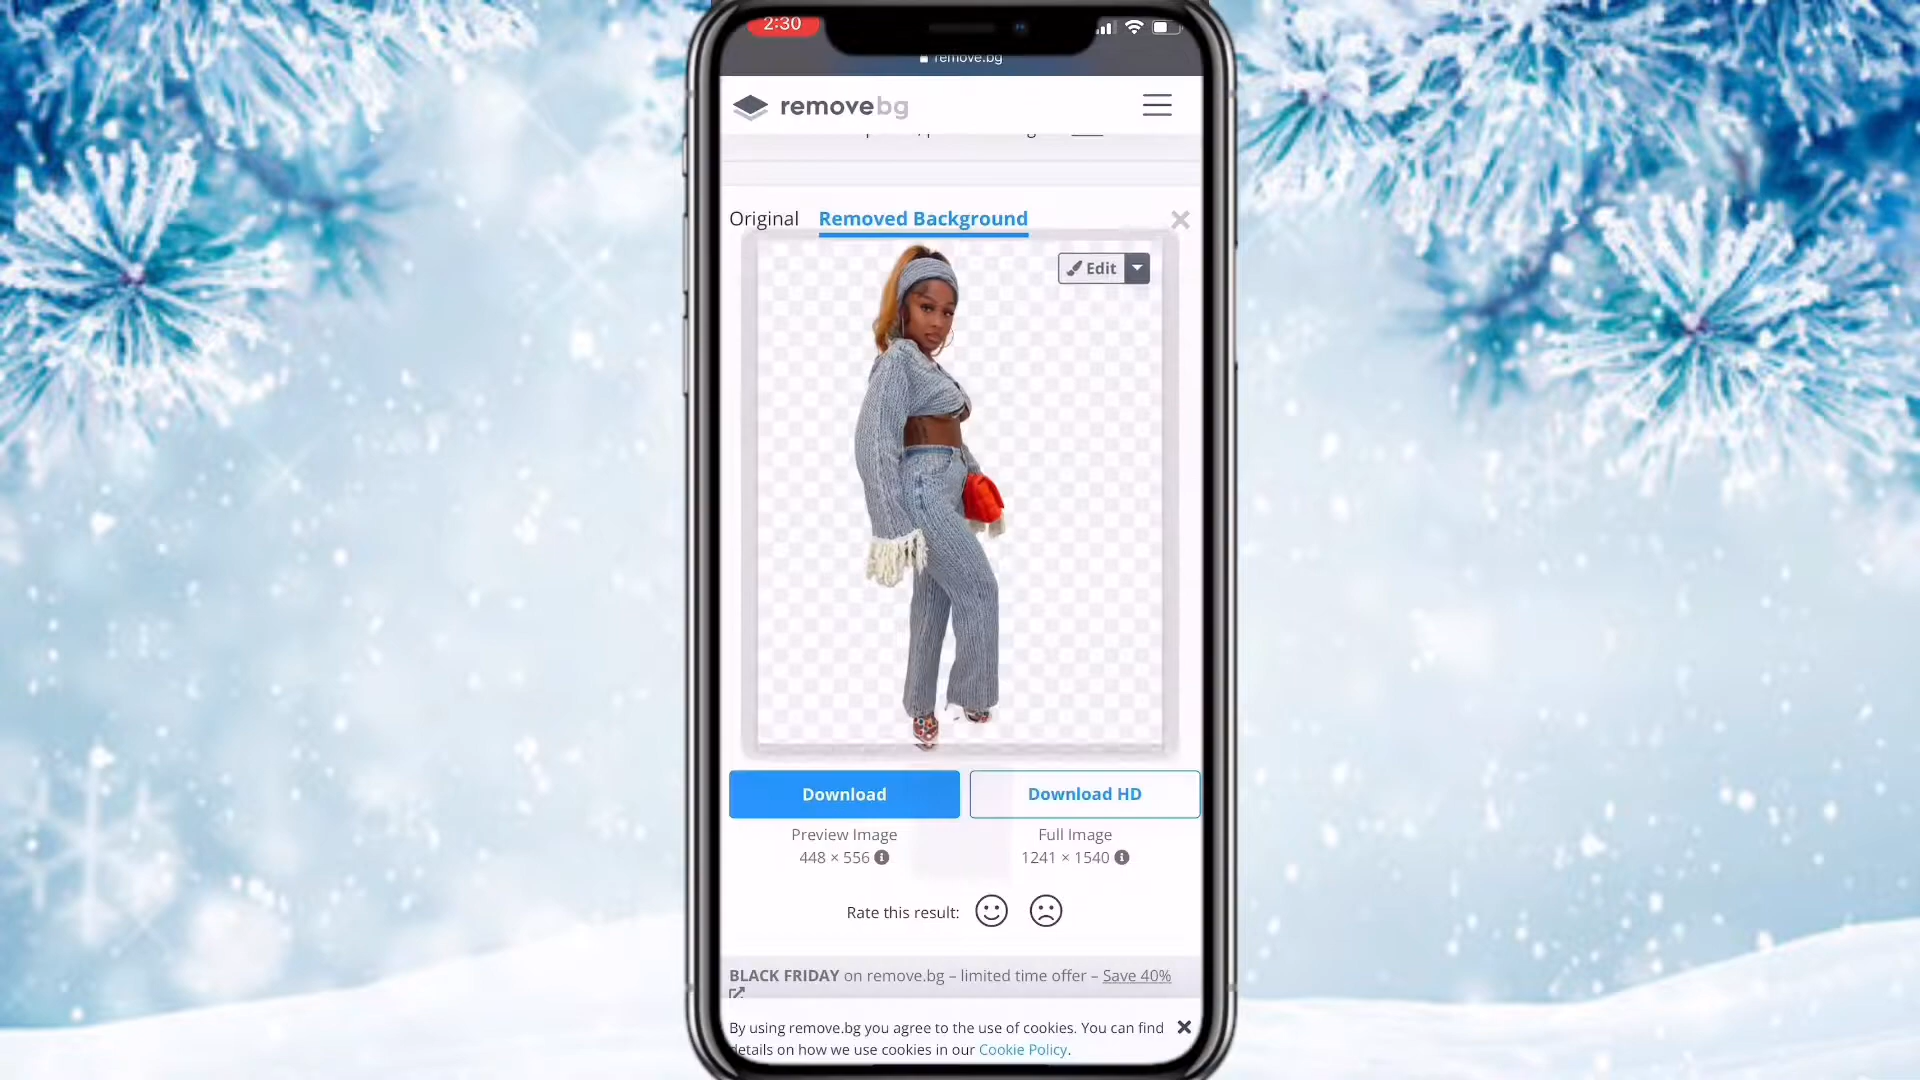 2:30
remove.bg
removebg
Original Removed Background
Edit
Download Download HD
Preview Image Full Image
448 × 556 1241 × 1540
Rate this result:
BLACK FRIDAY on remove.bg – limited time offer – Save 40%
By using remove.bg you agree to the use of cookies. You can find
details on how we use cookies in our Cookie Policy.